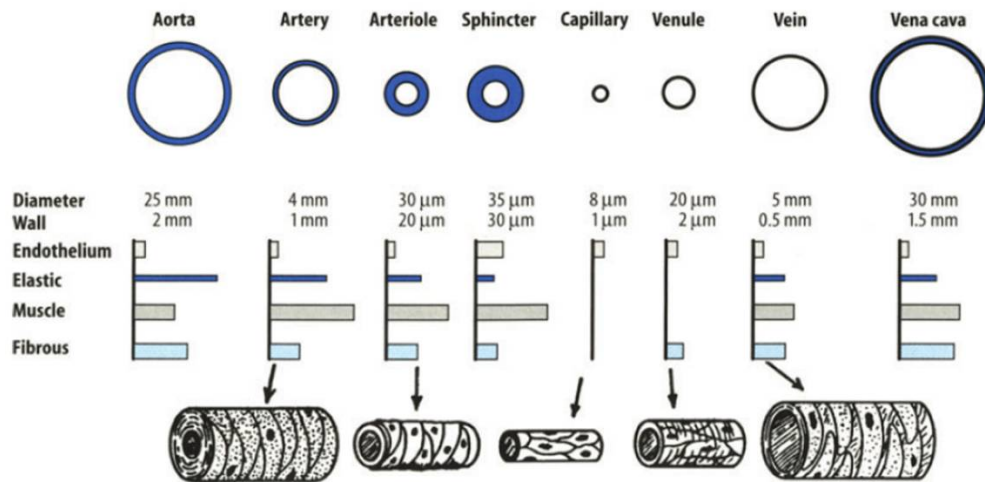 Aorta Artery Arteriole Sphincter Capillary Venule Vein Vena cava
Diameter 25 mm 4 mm 30 µm 35 µm 8 µm 20 µm 5 mm 30 mm
Wall 2 mm 1 mm 20 µm 30 µm 1 µm 2 µm 0.5 mm 1.5 mm
Endothelium
Elastic
Muscle
Fibrous